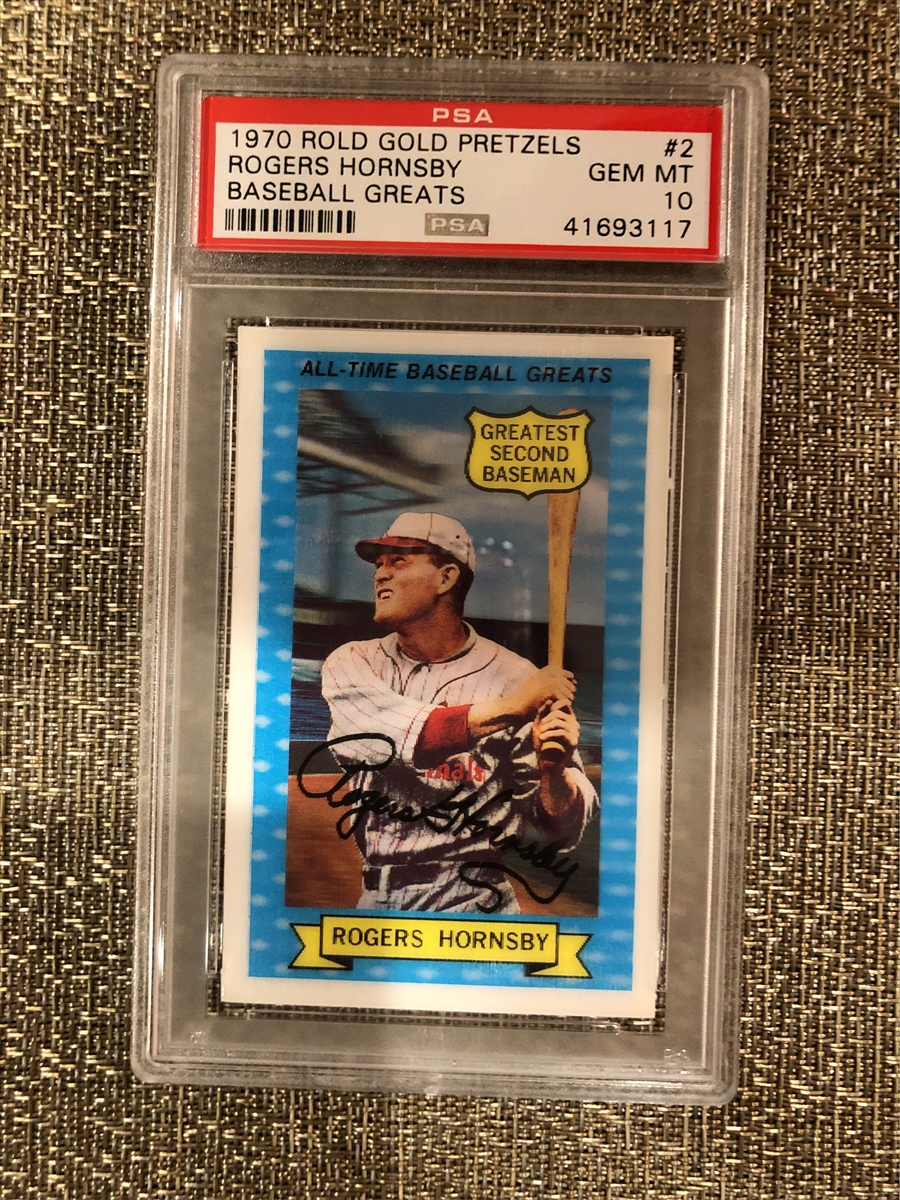 PSA
1970 ROLD GOLD PRETZELS #2
ROGERS HORNSBY GEM MT
BASEBALL GREATS 10
PSA 41693117
ALL-TIME BASEBALL GREATS
GREATEST
SECOND
BASEMAN
nals
Rogers Hornsby
ROGERS HORNSBY